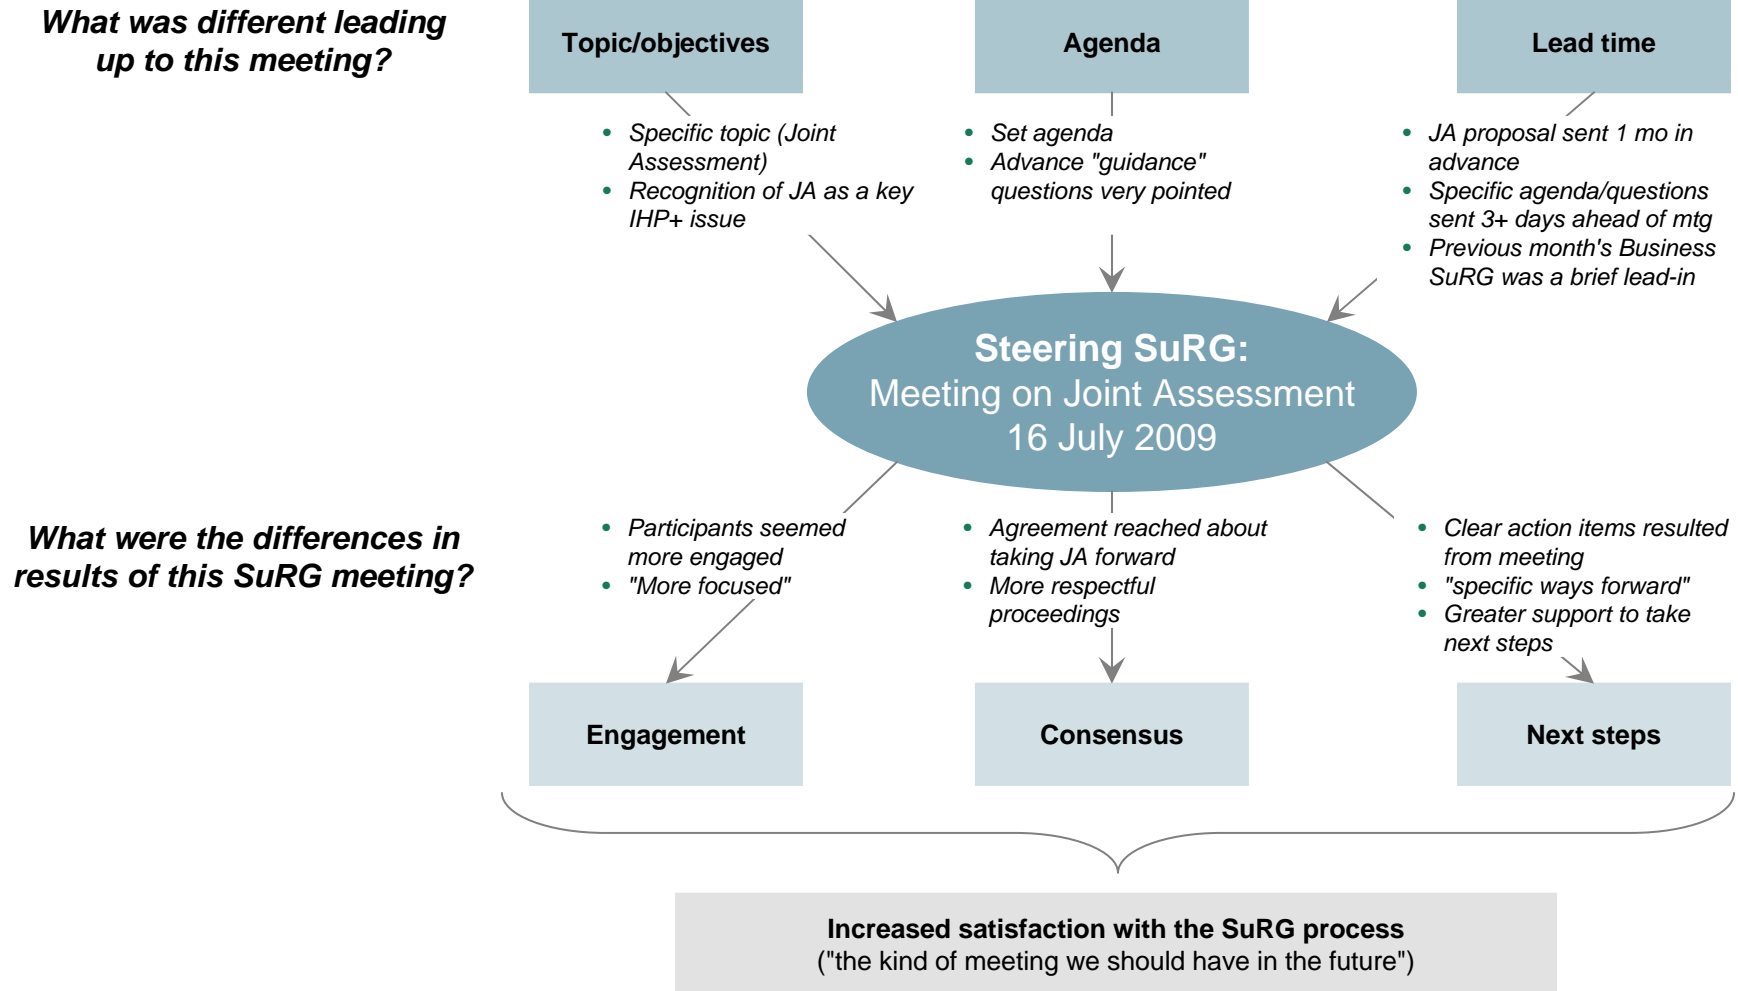 What was different leading
up to this meeting?
Topic/objectives
Agenda
Lead time
• Specific topic (Joint
Assessment)
• Recognition of JA as a key
IHP+ issue
• Set agenda
• Advance "guidance"
questions very pointed
• JA proposal sent 1 mo in
advance
• Specific agenda/questions
sent 3+ days ahead of mtg
• Previous month's Business
SuRG was a brief lead-in
Steering SuRG:
Meeting on Joint Assessment
16 July 2009
What were the differences in
results of this SuRG meeting?
• Participants seemed
more engaged
• "More focused"
• Agreement reached about
taking JA forward
• More respectful
proceedings
• Clear action items resulted
from meeting
• "specific ways forward"
• Greater support to take
next steps
Engagement
Consensus
Next steps
Increased satisfaction with the SuRG process
("the kind of meeting we should have in the future")